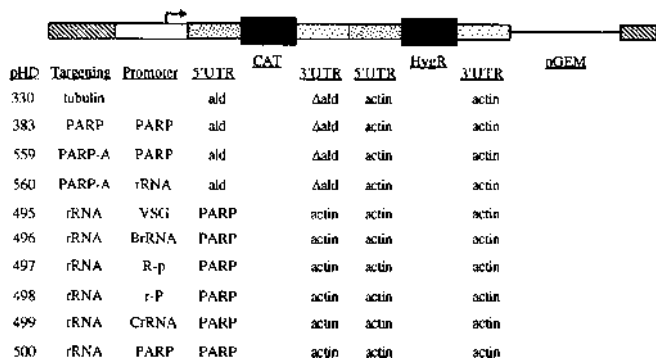 CAT HygR pGEM
pHD Targeting Promoter 5'UTR 3'UTR 5'UTR 3'UTR
330 tubulin ald Δald actin actin
383 PARP PARP ald Δald actin actin
559 PARP-A PARP ald Δald actin actin
560 PARP-A rRNA ald Δald actin actin
495 rRNA VSG PARP actin actin actin
496 rRNA BrRNA PARP actin actin actin
497 rRNA R-p PARP actin actin actin
498 rRNA r-P PARP actin actin actin
499 rRNA CrRNA PARP actin actin actin
500 rRNA PARP PARP actin actin actin